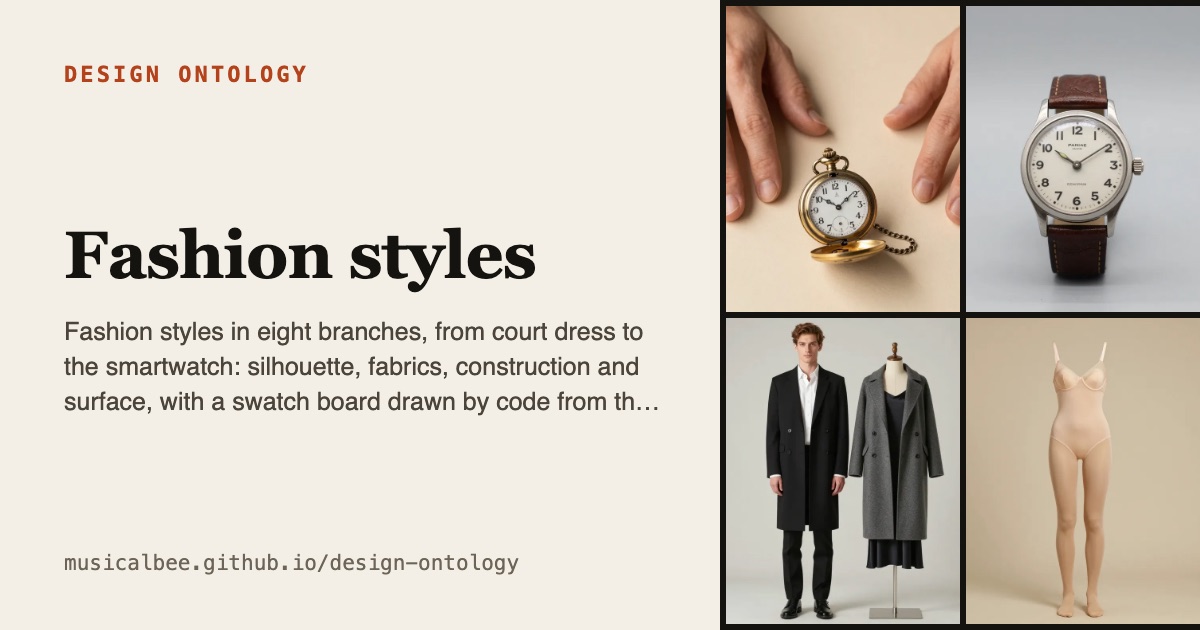 DESIGN ONTOLOGY
Fashion styles
Fashion styles in eight branches, from court dress to
the smartwatch: silhouette, fabrics, construction and
surface, with a swatch board drawn by code from th…
musicalbee.github.io/design-ontology